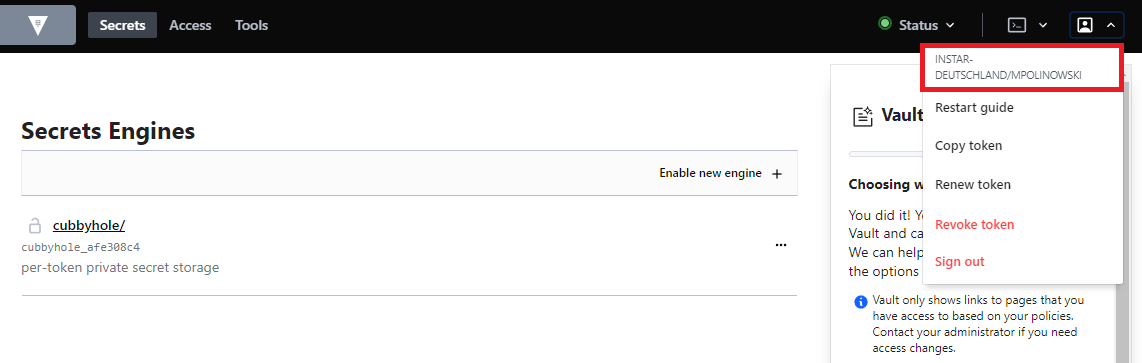 Secrets Access Tools Status
INSTAR-
DEUTSCHLAND/MPOLINOWSKI
Restart guide
Copy token
Renew token
Revoke token
Sign out
Secrets Engines
Enable new engine
cubbyhole/
cubbyhole_afe308c4
per-token private secret storage
Vault
Choosing
You did it!
Vault and
We can help
the options
Vault only shows links to pages that you
have access to based on your policies.
Contact your administrator if you need
access changes.